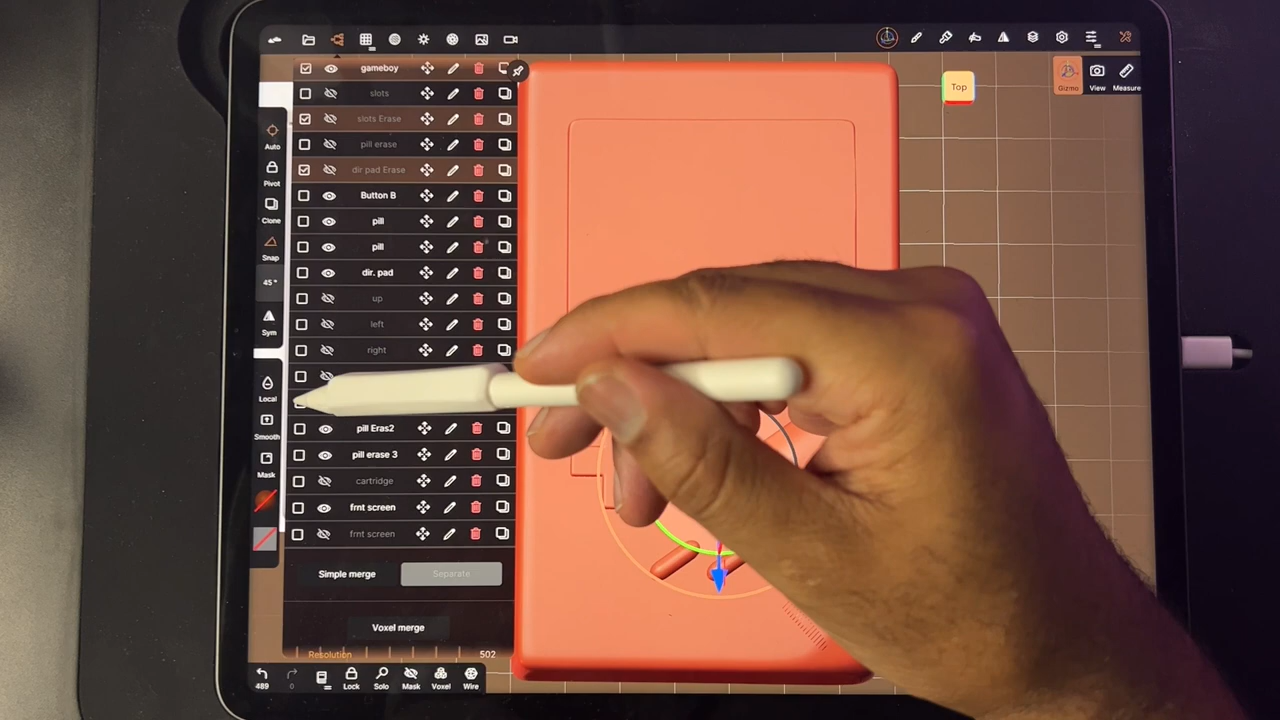 gameboy
Top
Gizmo
View
Measure
slots
slots Erase
Auto
pill erase
dir pad Erase
Pivot
Button B
Clone
pill
pill
Snap
dir. pad
45°
up
Sym
left
right
Local
pill Eras2
Smooth
pill erase 3
Mask
cartridge
frnt screen
frnt screen
Simple merge
Separate
Voxel merge
Resolution
502
489
0
Lock
Solo
Mask
Voxel
Wire